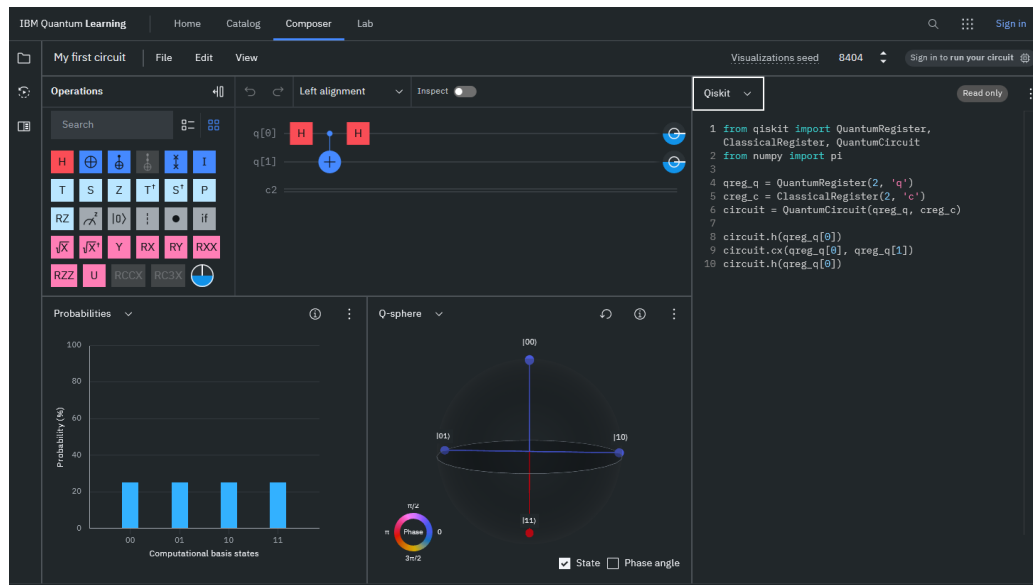 IBM Quantum Learning Home Catalog Composer Lab Sign in
My first circuit File Edit View Visualizations seed 8404 Sign in to run your circuit
Operations Left alignment Inspect
Search
H I
T S Z T† S† P
RZ |0⟩ if
√X √X† Y RX RY RXX
RZZ U RCCX RC3X
q[0] H H
q[1]
c2
Qiskit Read only
1 from qiskit import QuantumRegister,
ClassicalRegister, QuantumCircuit
2 from numpy import pi
3
4 qreg_q = QuantumRegister(2, 'q')
5 creg_c = ClassicalRegister(2, 'c')
6 circuit = QuantumCircuit(qreg_q, creg_c)
7
8 circuit.h(qreg_q[0])
9 circuit.cx(qreg_q[0], qreg_q[1])
10 circuit.h(qreg_q[0])
Probabilities
100
80
60
40
20
0
Probability (%)
00 01 10 11
Computational basis states
Q-sphere
|00⟩
|01⟩ |10⟩
|11⟩
π/2
π Phase 0
3π/2
State Phase angle